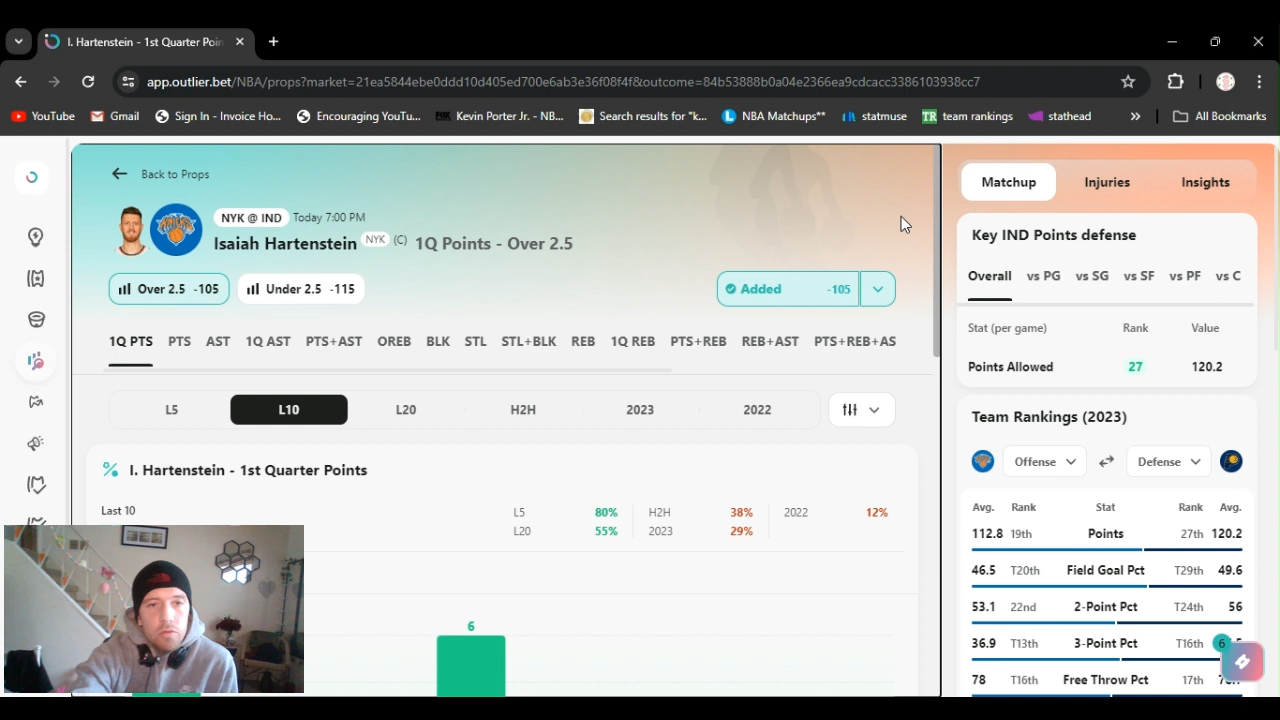 I. Hartenstein - 1st Quarter Poin
app.outlier.bet/NBA/props?market=21ea5844ebe0ddd10d405ed700e6ab3e36f08f4f&outcome=84b53888b0a04e2366ea9cdcacc3386103938cc7
YouTube Gmail Sign In - Invoice Ho... Encouraging YouTu... Kevin Porter Jr. - NB... Search results for "k... NBA Matchups** statmuse TR team rankings stathead » All Bookmarks
Back to Props
NYK @ IND Today 7:00 PM
Isaiah Hartenstein NYK (C) 1Q Points - Over 2.5
Over 2.5 -105 Under 2.5 -115 Added -105
1Q PTS PTS AST 1Q AST PTS+AST OREB BLK STL STL+BLK REB 1Q REB PTS+REB REB+AST PTS+REB+AS
L5 L10 L20 H2H 2023 2022
I. Hartenstein - 1st Quarter Points
Last 10
L5 80% H2H 38% 2022 12%
L20 55% 2023 29%
6
Matchup Injuries Insights
Key IND Points defense
Overall vs PG vs SG vs SF vs PF vs C
Stat (per game) Rank Value
Points Allowed 27 120.2
Team Rankings (2023)
Offense Defense
Avg. Rank Stat Rank Avg.
112.8 19th Points 27th 120.2
46.5 T20th Field Goal Pct T29th 49.6
53.1 22nd 2-Point Pct T24th 56
36.9 T13th 3-Point Pct T16th 6
78 T16th Free Throw Pct 17th